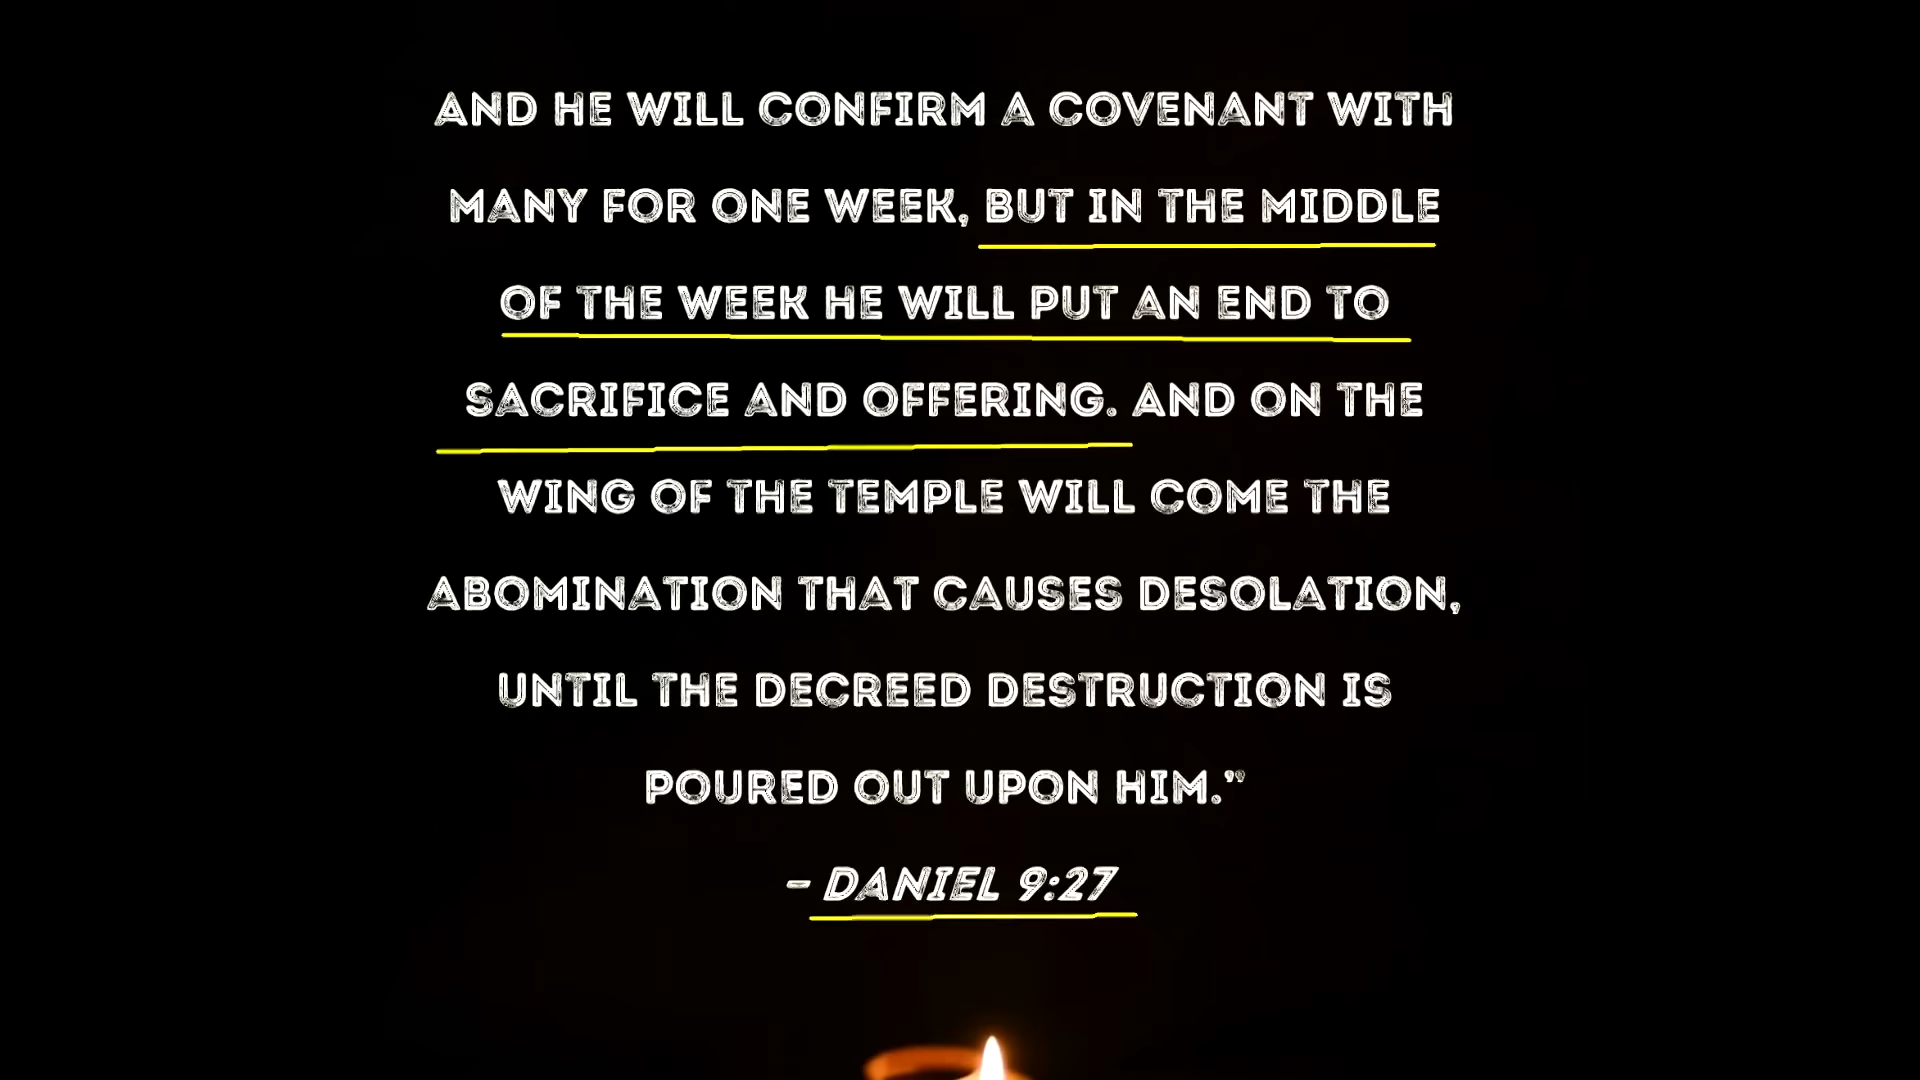 AND HE WILL CONFIRM A COVENANT WITH
MANY FOR ONE WEEK, BUT IN THE MIDDLE
OF THE WEEK HE WILL PUT AN END TO
SACRIFICE AND OFFERING. AND ON THE
WING OF THE TEMPLE WILL COME THE
ABOMINATION THAT CAUSES DESOLATION,
UNTIL THE DECREED DESTRUCTION IS
POURED OUT UPON HIM."
- DANIEL 9:27